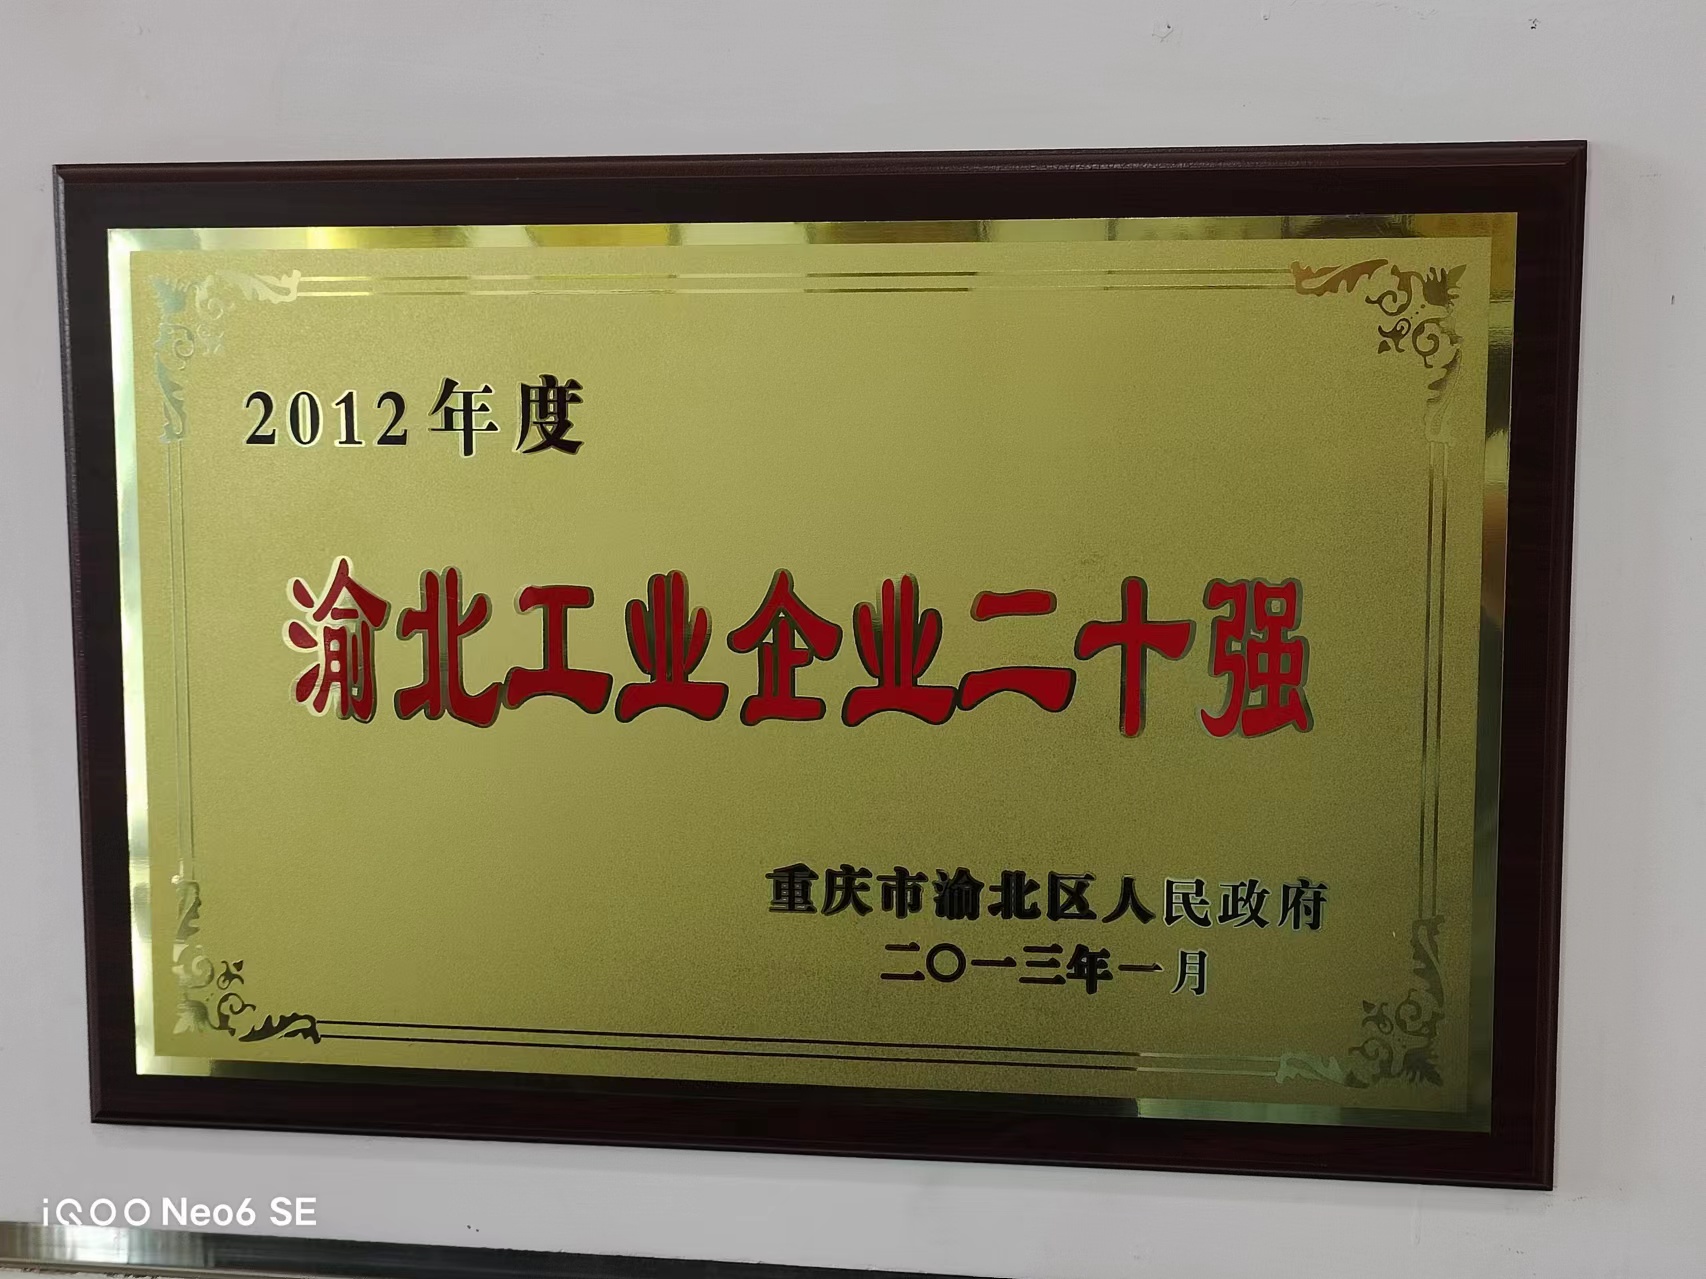 2012年度
渝北工业企业二十强
重庆市渝北区人民政府
二〇一三年一月
iQOO Neo6 SE